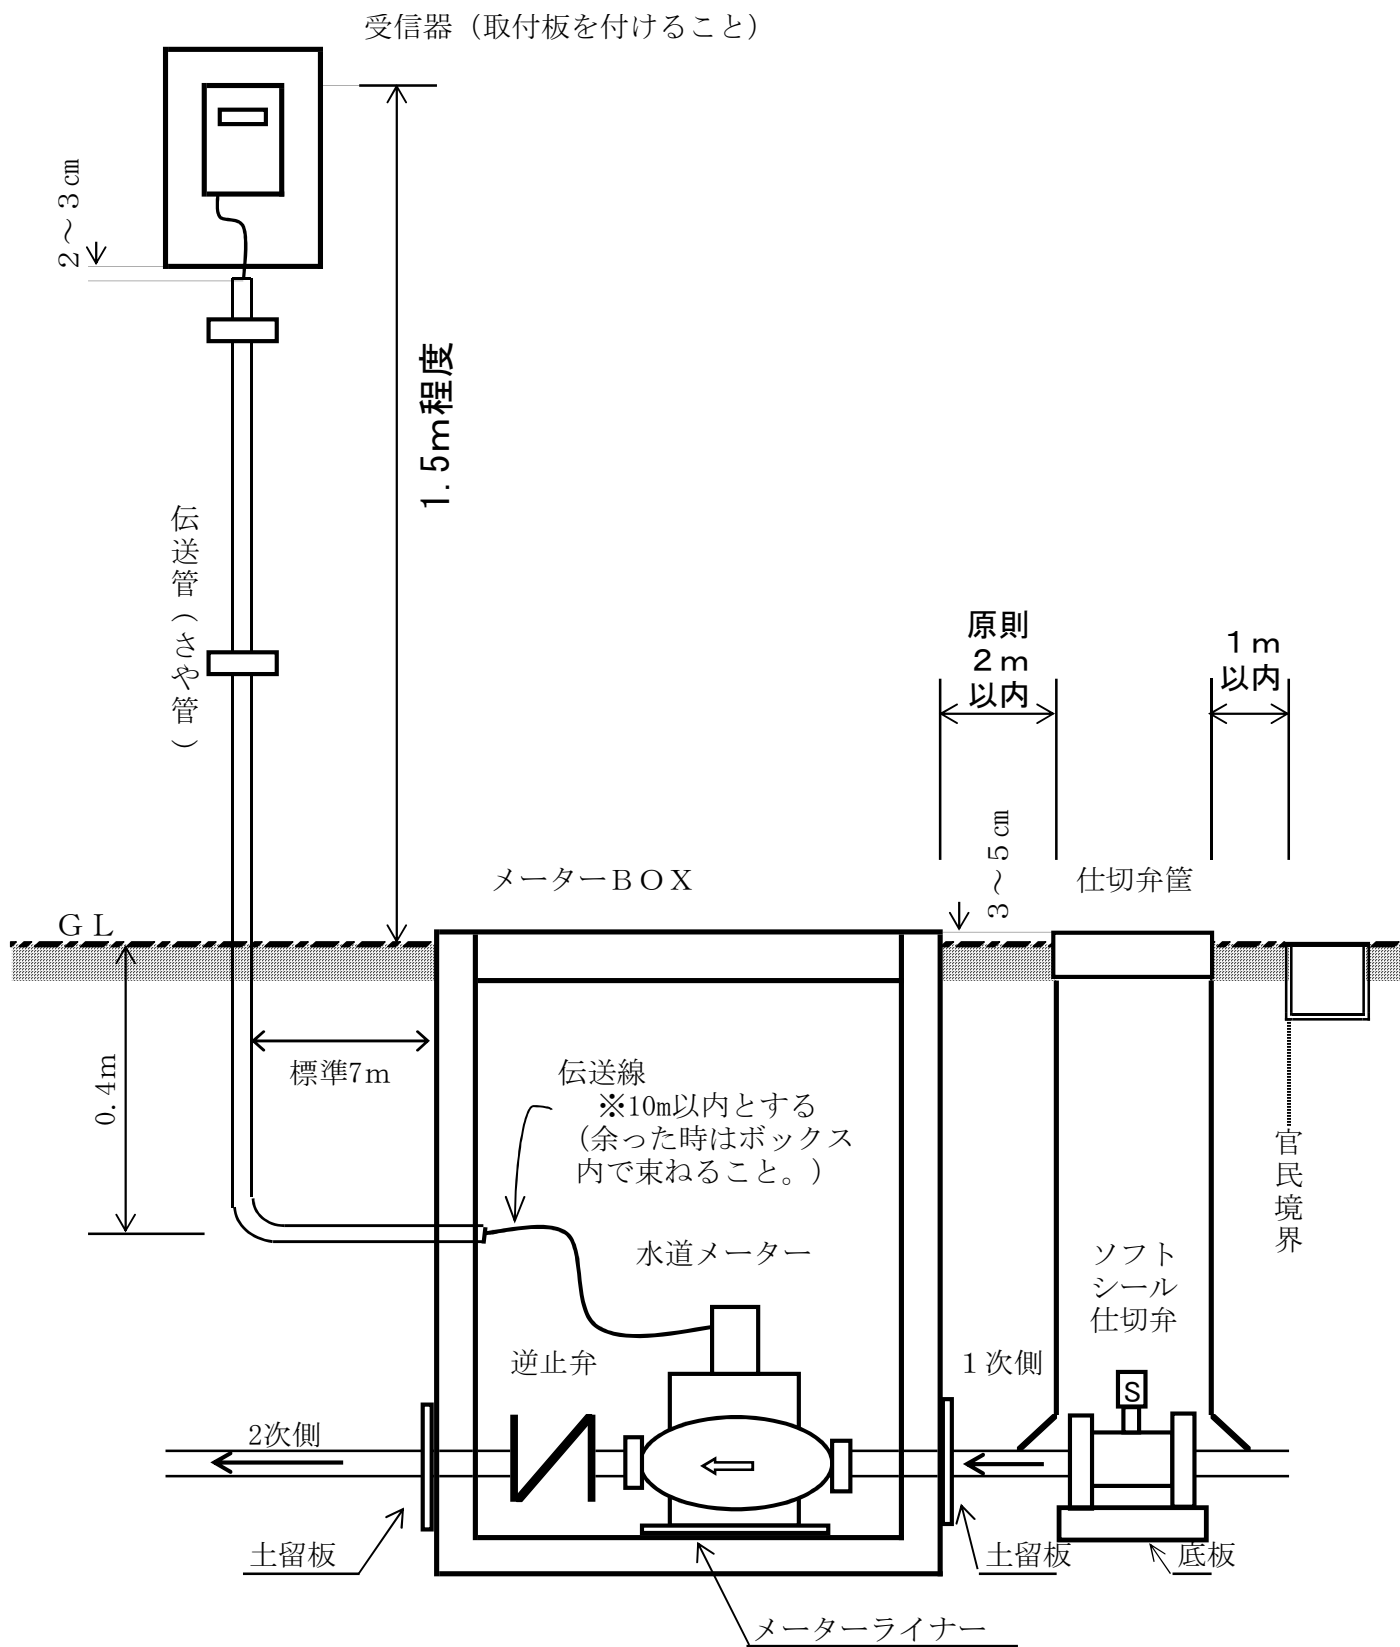 受信器（取付板を付けること）
2～3cm
1.5m程度
伝送管（さや管）
原則
２ｍ
以内
１ｍ
以内
3～5cm
メーターＢＯＸ
仕切弁筐
ＧＬ
0.4m
標準7m
伝送線
※10m以内とする
(余った時はボックス
内で束ねること。)
官民境界
水道メーター
ソフト
シール
仕切弁
逆止弁
１次側
S
2次側
土留板
土留板
底板
メーターライナー